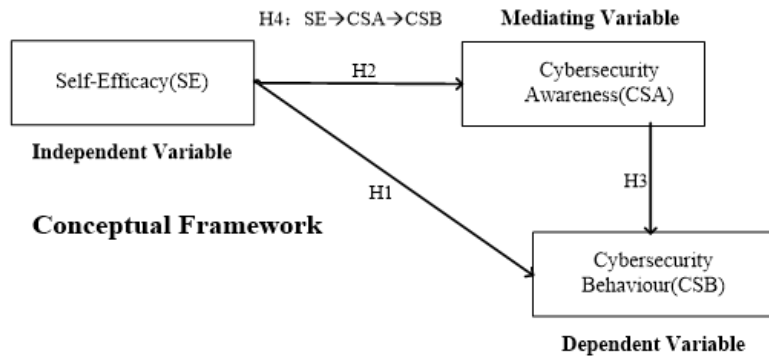 H4：SE→CSA→CSB
Mediating Variable
Self-Efficacy(SE)
H2
Cybersecurity
Awareness(CSA)
Independent Variable
H1
H3
Conceptual Framework
Cybersecurity
Behaviour(CSB)
Dependent Variable